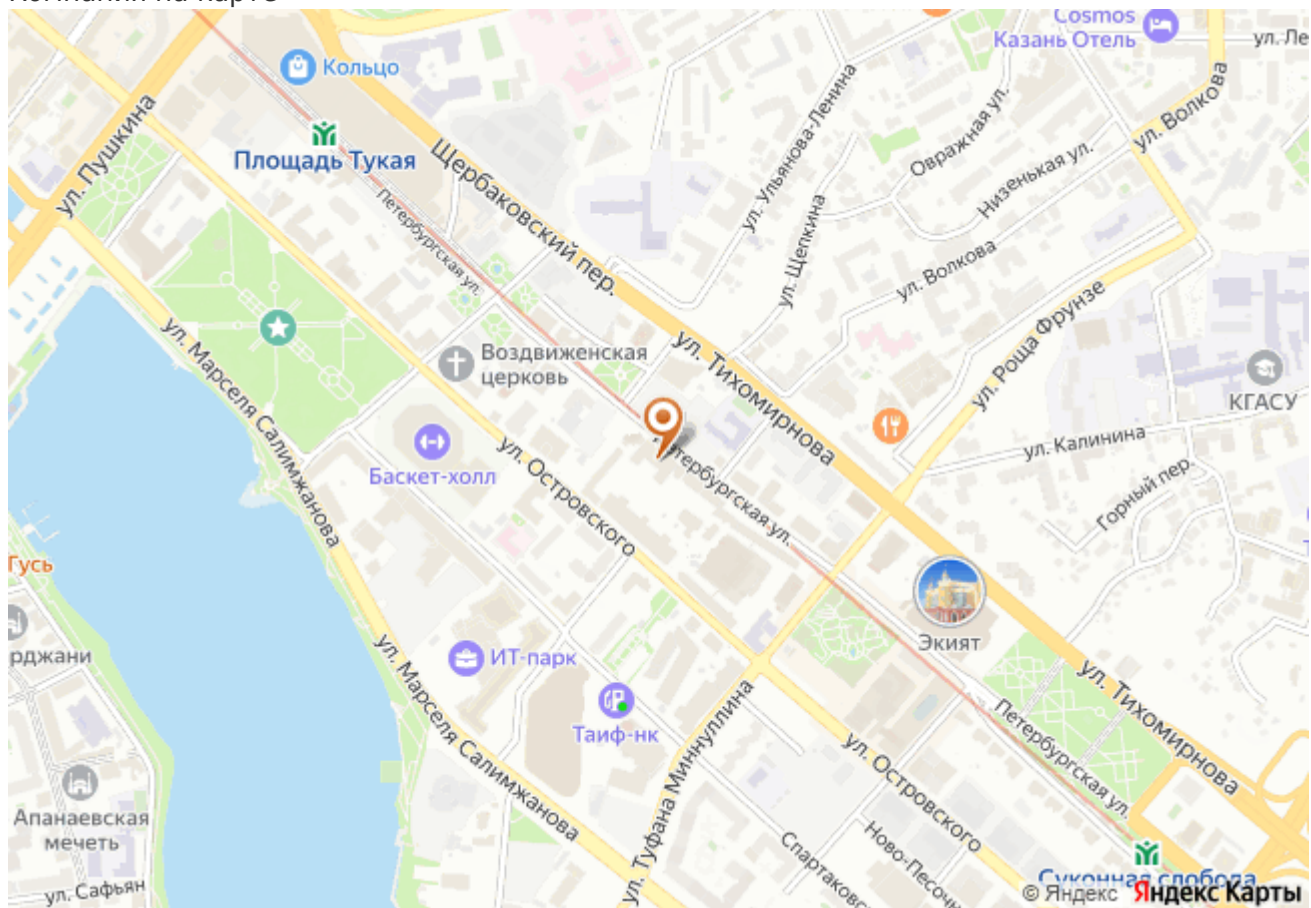 Компания на карте
Cosmos
Казань Отель
ул. Ле
Кольцо
ул. Пушкина
Площадь Тукая
Щербаковский пер.
ул. Ульянова-Ленина
Овражная ул.
ул. Волкова
Низенькая ул.
Петербургская ул.
ул. Щепкина
ул. Волкова
ул. Роща Фрунзе
ул. Марселя Салимжанова
Воздвиженская
церковь
ул. Тихомирнова
КГАСУ
ул. Калинина
Баскет-холл
ул. Островского
Петербургская ул.
Горный пер.
Гусь
Экият
рджани
ИТ-парк
ул. Марселя Салимжанова
Таиф-нк
ул. Туфана Миннуллина
ул. Островского
Петербургская ул.
ул. Тихомирнова
Апанаевская
мечеть
Спартаковс
Ново-Песочн
ул. Сафьян
Суконная слобода
© Яндекс Яндекс Карты